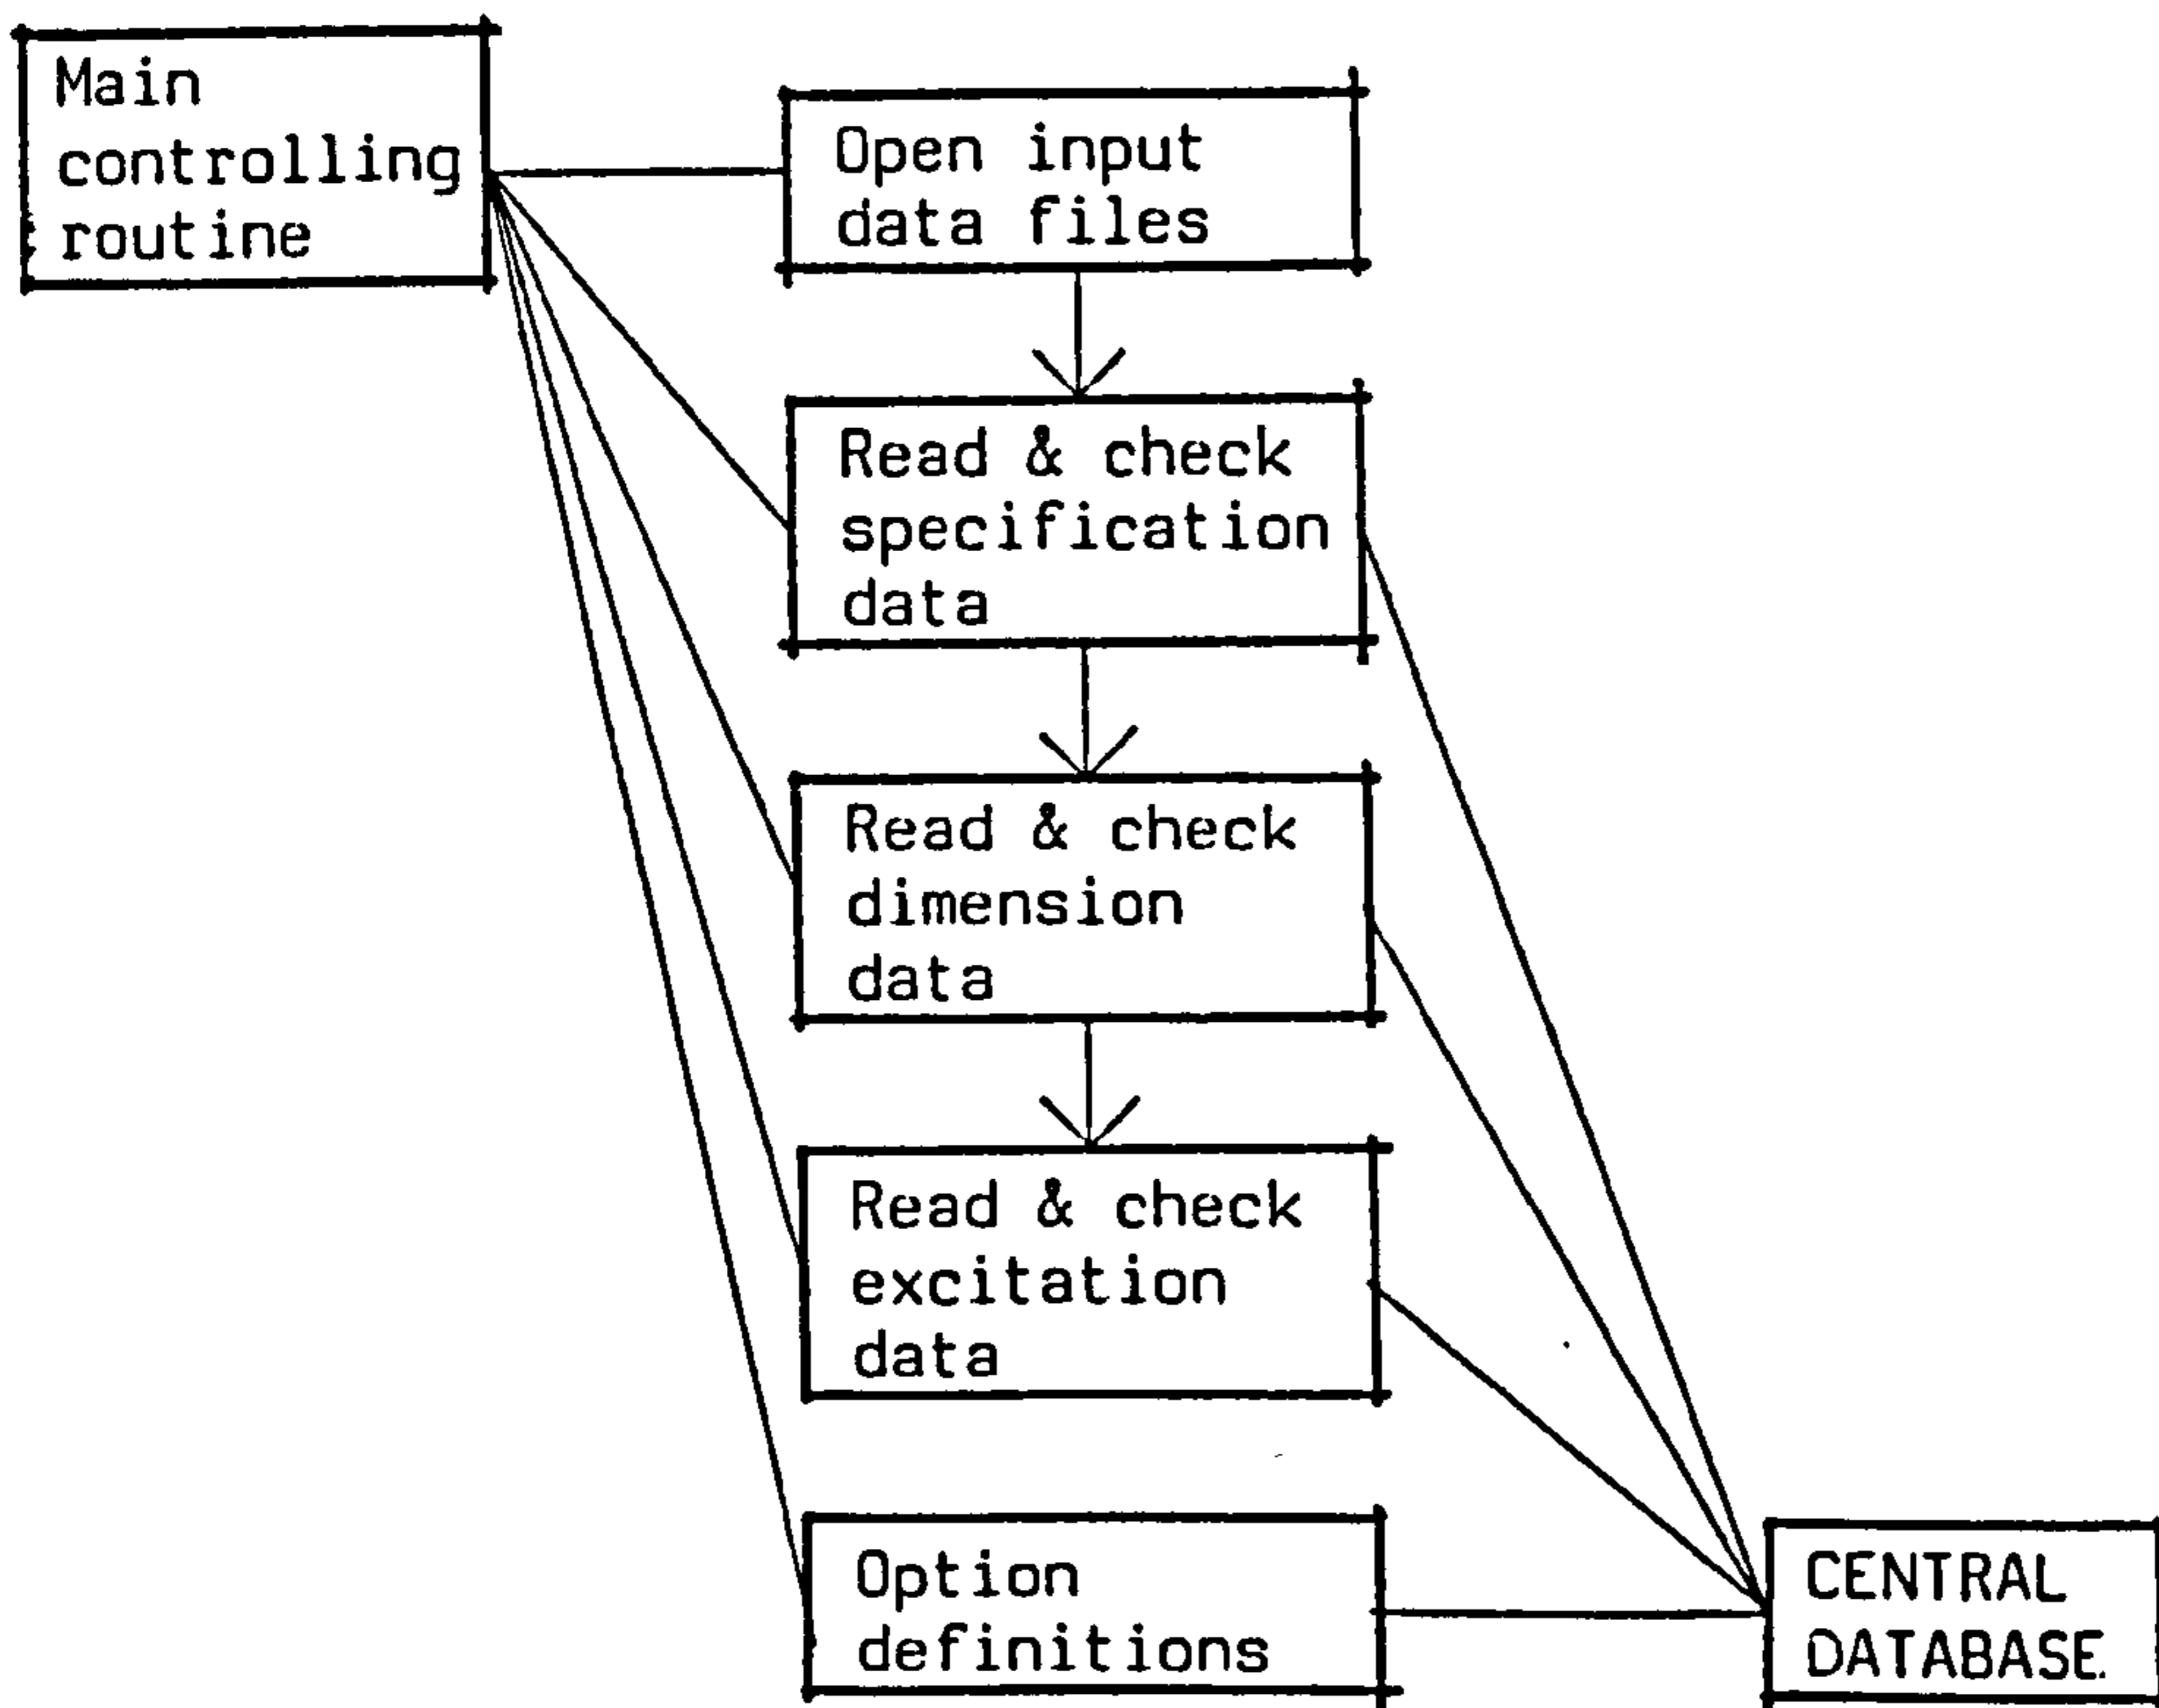 Main
controlling
routine
Open input
data files
Read & check
specification
data
Read & check
dimension
data
Read & check
excitation
data
Option
definitions
CENTRAL
DATABASE